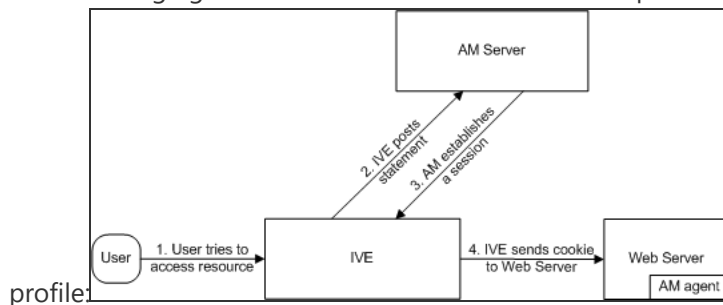 AM Server
2. IVE posts
statement
3. AM establishes
a session
User
1. User tries to
access resource
IVE
4. IVE sends cookie
to Web Server
Web Server
AM agent
profile: